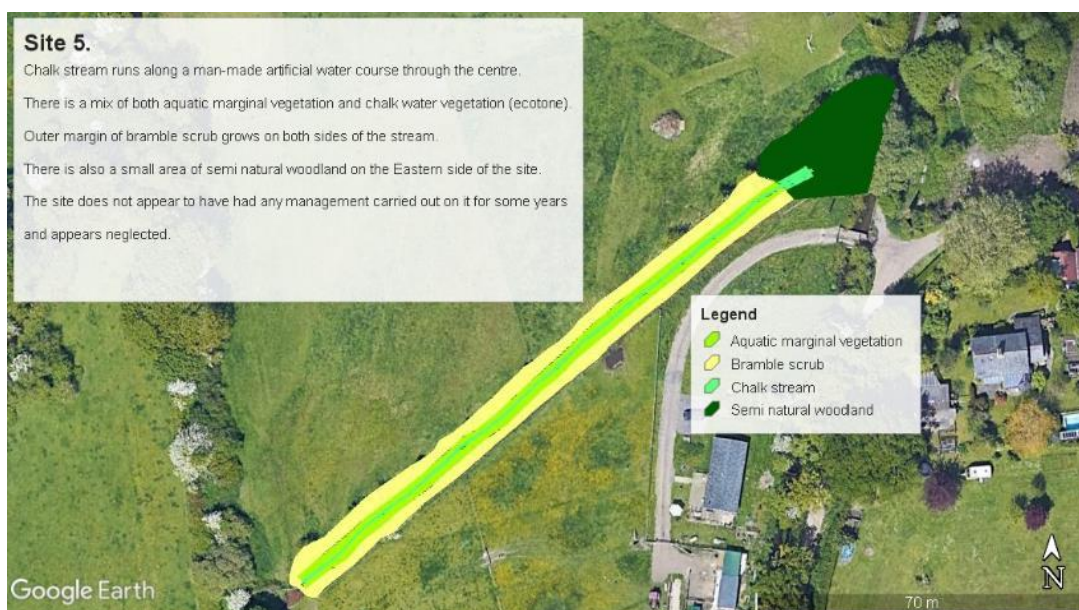 Site 5.
Chalk stream runs along a man-made artificial water course through the centre.
There is a mix of both aquatic marginal vegetation and chalk water vegetation (ecotone).
Outer margin of bramble scrub grows on both sides of the stream.
There is also a small area of semi natural woodland on the Eastern side of the site.
The site does not appear to have had any management carried out on it for some years
and appears neglected.
Legend
Aquatic marginal vegetation
Bramble scrub
Chalk stream
Semi natural woodland
Google Earth
N
70 m